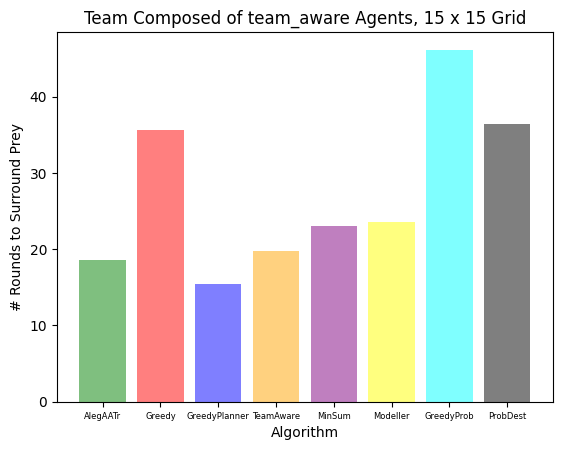 Team Composed of team_aware Agents, 15 x 15 Grid
# Rounds to Surround Prey
40
30
20
10
0
AlegAATr Greedy GreedyPlanner TeamAware MinSum Modeller GreedyProb ProbDest
Algorithm